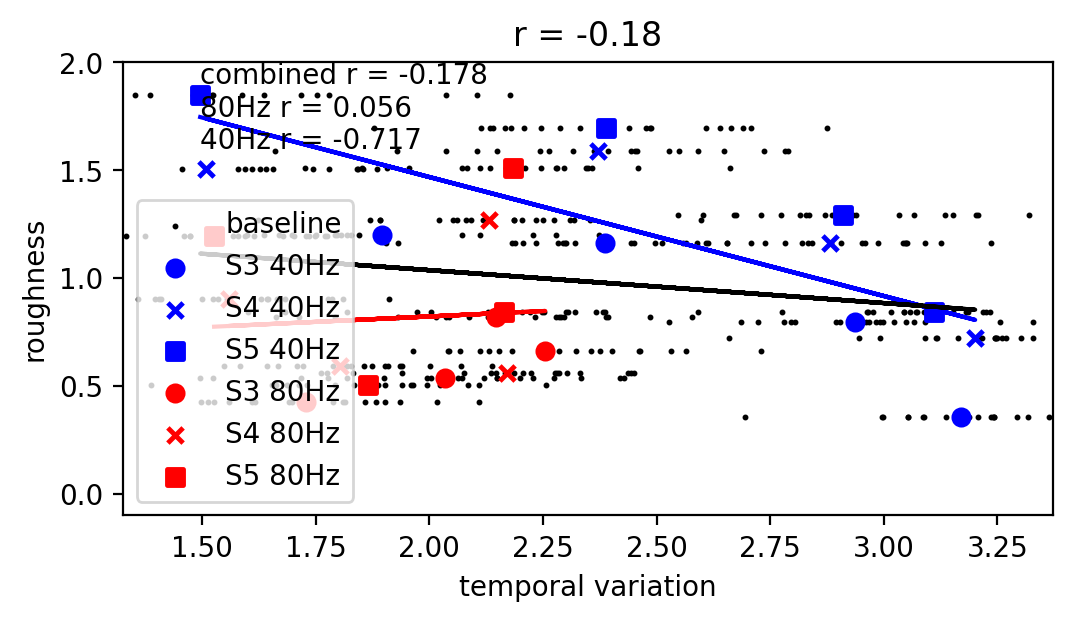 r = -0.18
combined r = -0.178
80Hz r = 0.056
40Hz r = -0.717
2.0
1.5
1.0
0.5
0.0
roughness
baseline
S3 40Hz
S4 40Hz
S5 40Hz
S3 80Hz
S4 80Hz
S5 80Hz
1.50 1.75 2.00 2.25 2.50 2.75 3.00 3.25
temporal variation